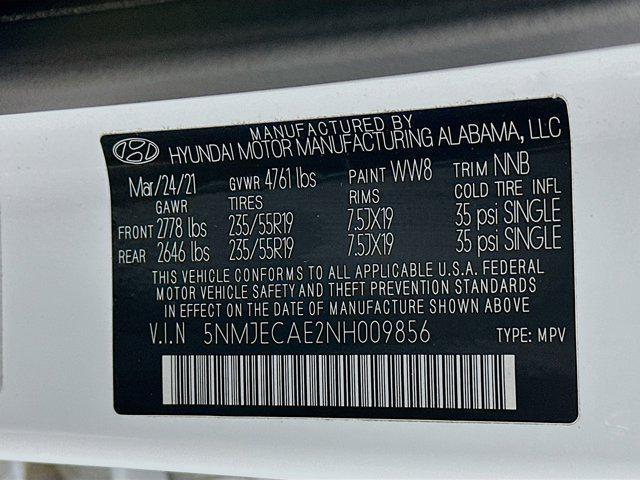 MANUFACTURED BY
HYUNDAI MOTOR MANUFACTURING ALABAMA, LLC
Mar/24/21 GVWR 4761 lbs PAINT WW8 TRIM NNB
GAWR TIRES RIMS COLD TIRE INFL
FRONT 2778 lbs 235/55R19 7.5JX19 35 psi SINGLE
REAR 2646 lbs 235/55R19 7.5JX19 35 psi SINGLE
THIS VEHICLE CONFORMS TO ALL APPLICABLE U.S.A. FEDERAL
MOTOR VEHICLE SAFETY AND THEFT PREVENTION STANDARDS
IN EFFECT ON THE DATE OF MANUFACTURE SHOWN ABOVE
V.I.N 5NMJECAE2NH009856 TYPE: MPV